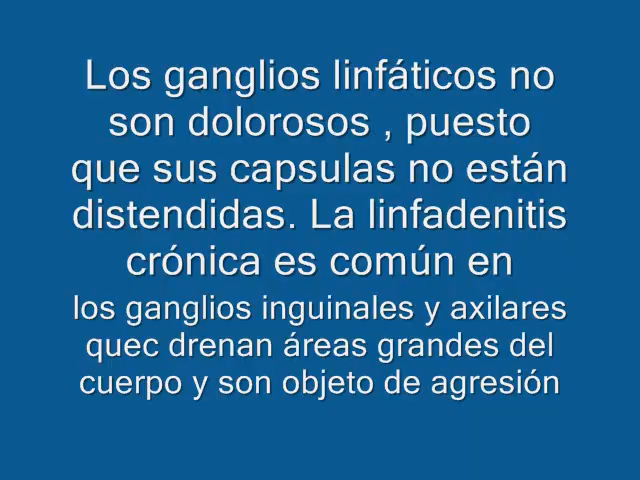 Los ganglios linfáticos no
son dolorosos , puesto
que sus capsulas no están
distendidas. La linfadenitis
crónica es común en
los ganglios inguinales y axilares
quec drenan áreas grandes del
cuerpo y son objeto de agresión